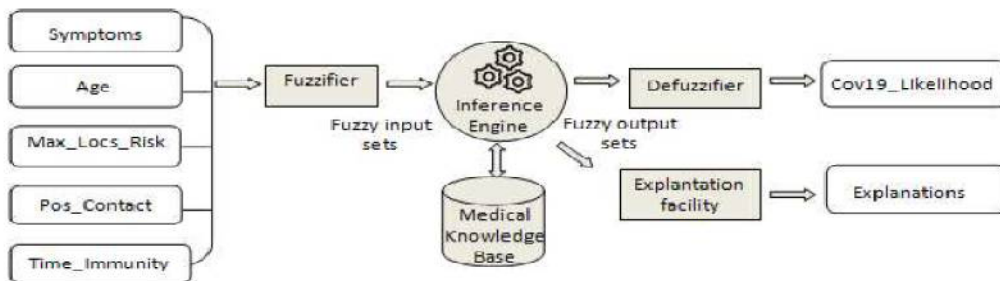 Symptoms
Age
Max_Locs_Risk
Pos_Contact
Time_Immunity
Fuzzifier
Fuzzy input
sets
Inference
Engine
Medical
Knowledge
Base
Fuzzy output
sets
Defuzzifier
Explantation
facility
Cov19_Likelihood
Explanations